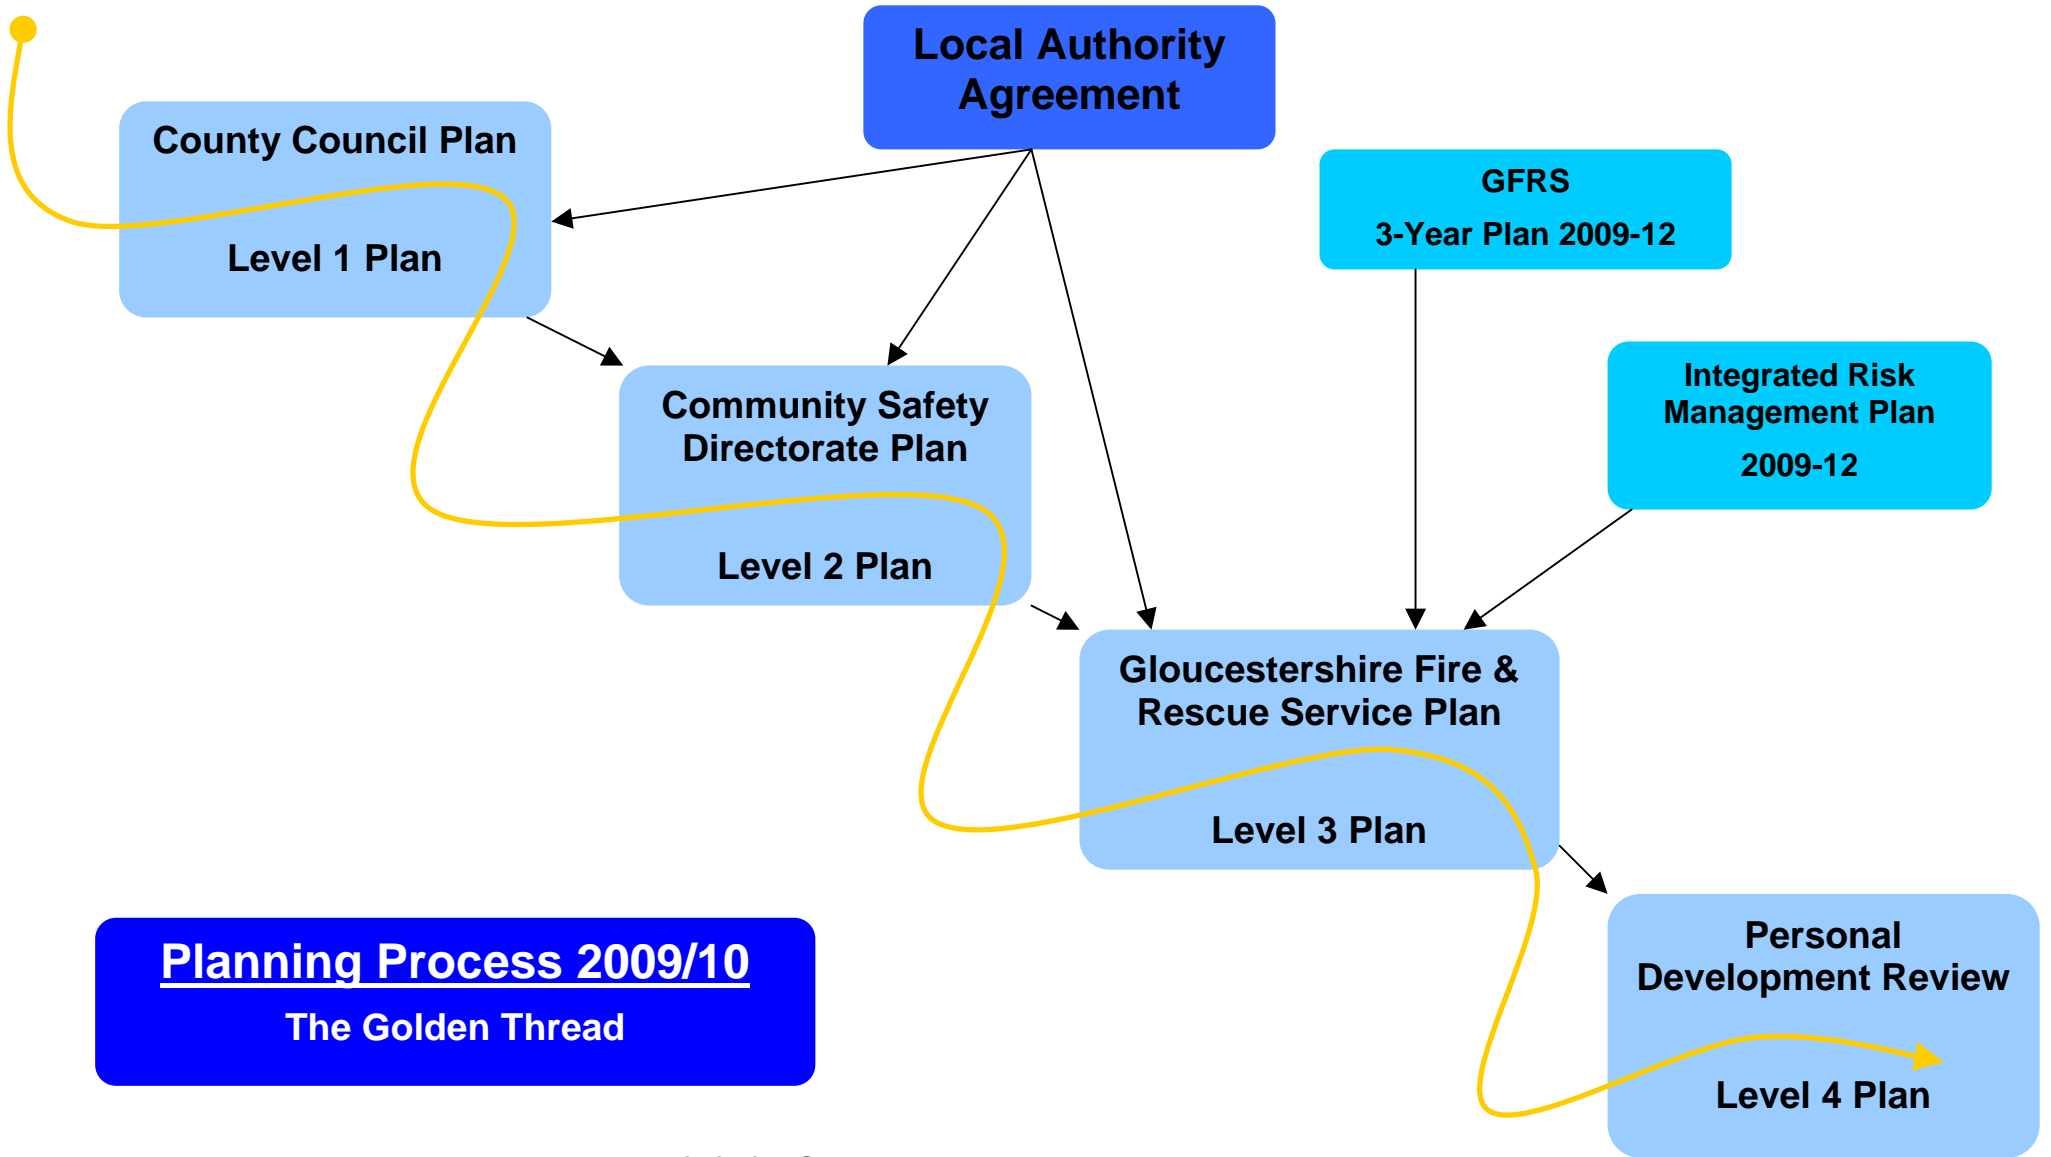 Local Authority
Agreement
County Council Plan
Level 1 Plan
GFRS
3-Year Plan 2009-12
Integrated Risk
Management Plan
2009-12
Community Safety
Directorate Plan
Level 2 Plan
Gloucestershire Fire &
Rescue Service Plan
Level 3 Plan
Personal
Development Review
Level 4 Plan
Planning Process 2009/10
The Golden Thread